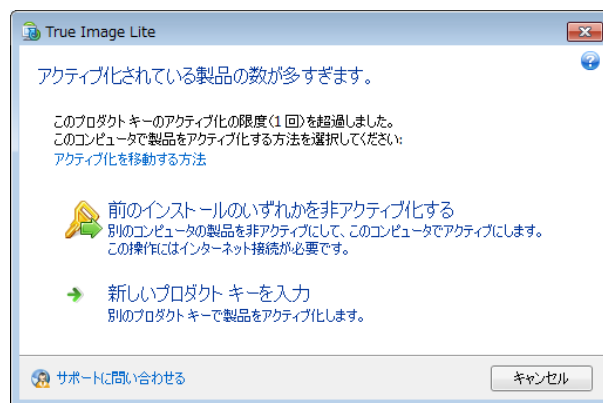 True Image Lite
アクティブ化されている製品の数が多すぎます。
このプロダクト キーのアクティブ化の限度(1 回)を超過しました。
このコンピュータで製品をアクティブ化する方法を選択してください:
アクティブ化を移動する方法
前のインストールのいずれかを非アクティブ化する
別のコンピュータの製品を非アクティブにして、このコンピュータでアクティブにします。
この操作にはインターネット接続が必要です。
新しいプロダクト キーを入力
別のプロダクト キーで製品をアクティブ化します。
サポートに問い合わせる
キャンセル